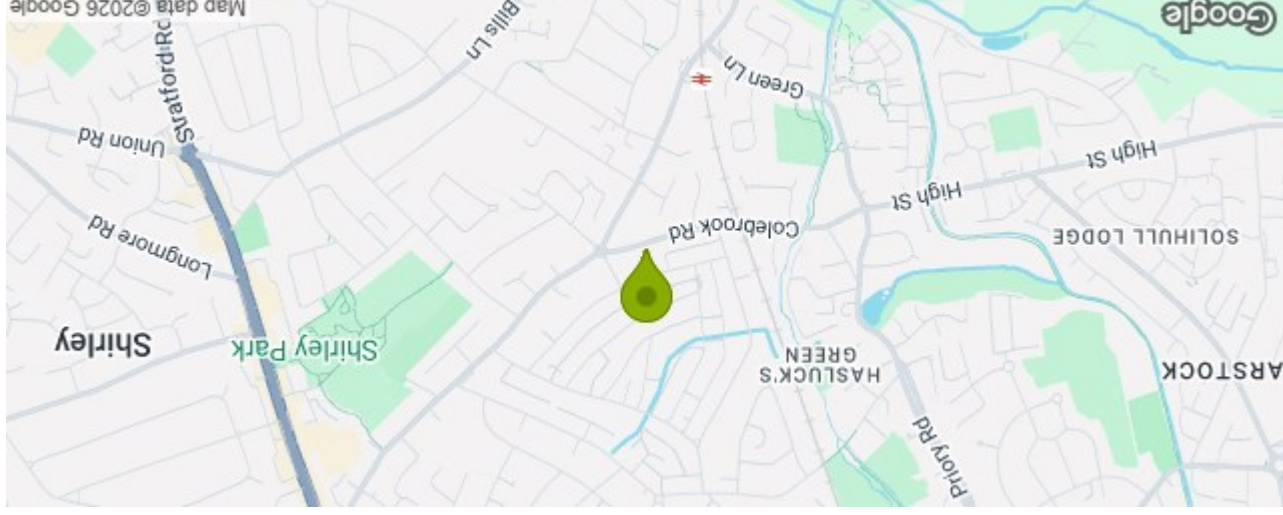 Priory Rd
ARSTOCK
HASLUCK'S
GREEN
Shirley Park
Shirley
SOLIHULL LODGE
Longmore Rd
Colebrook Rd
High St
High St
Union Rd
Stratford Rd
Green Ln
Bills Ln
Google
Map data ©2026 Google